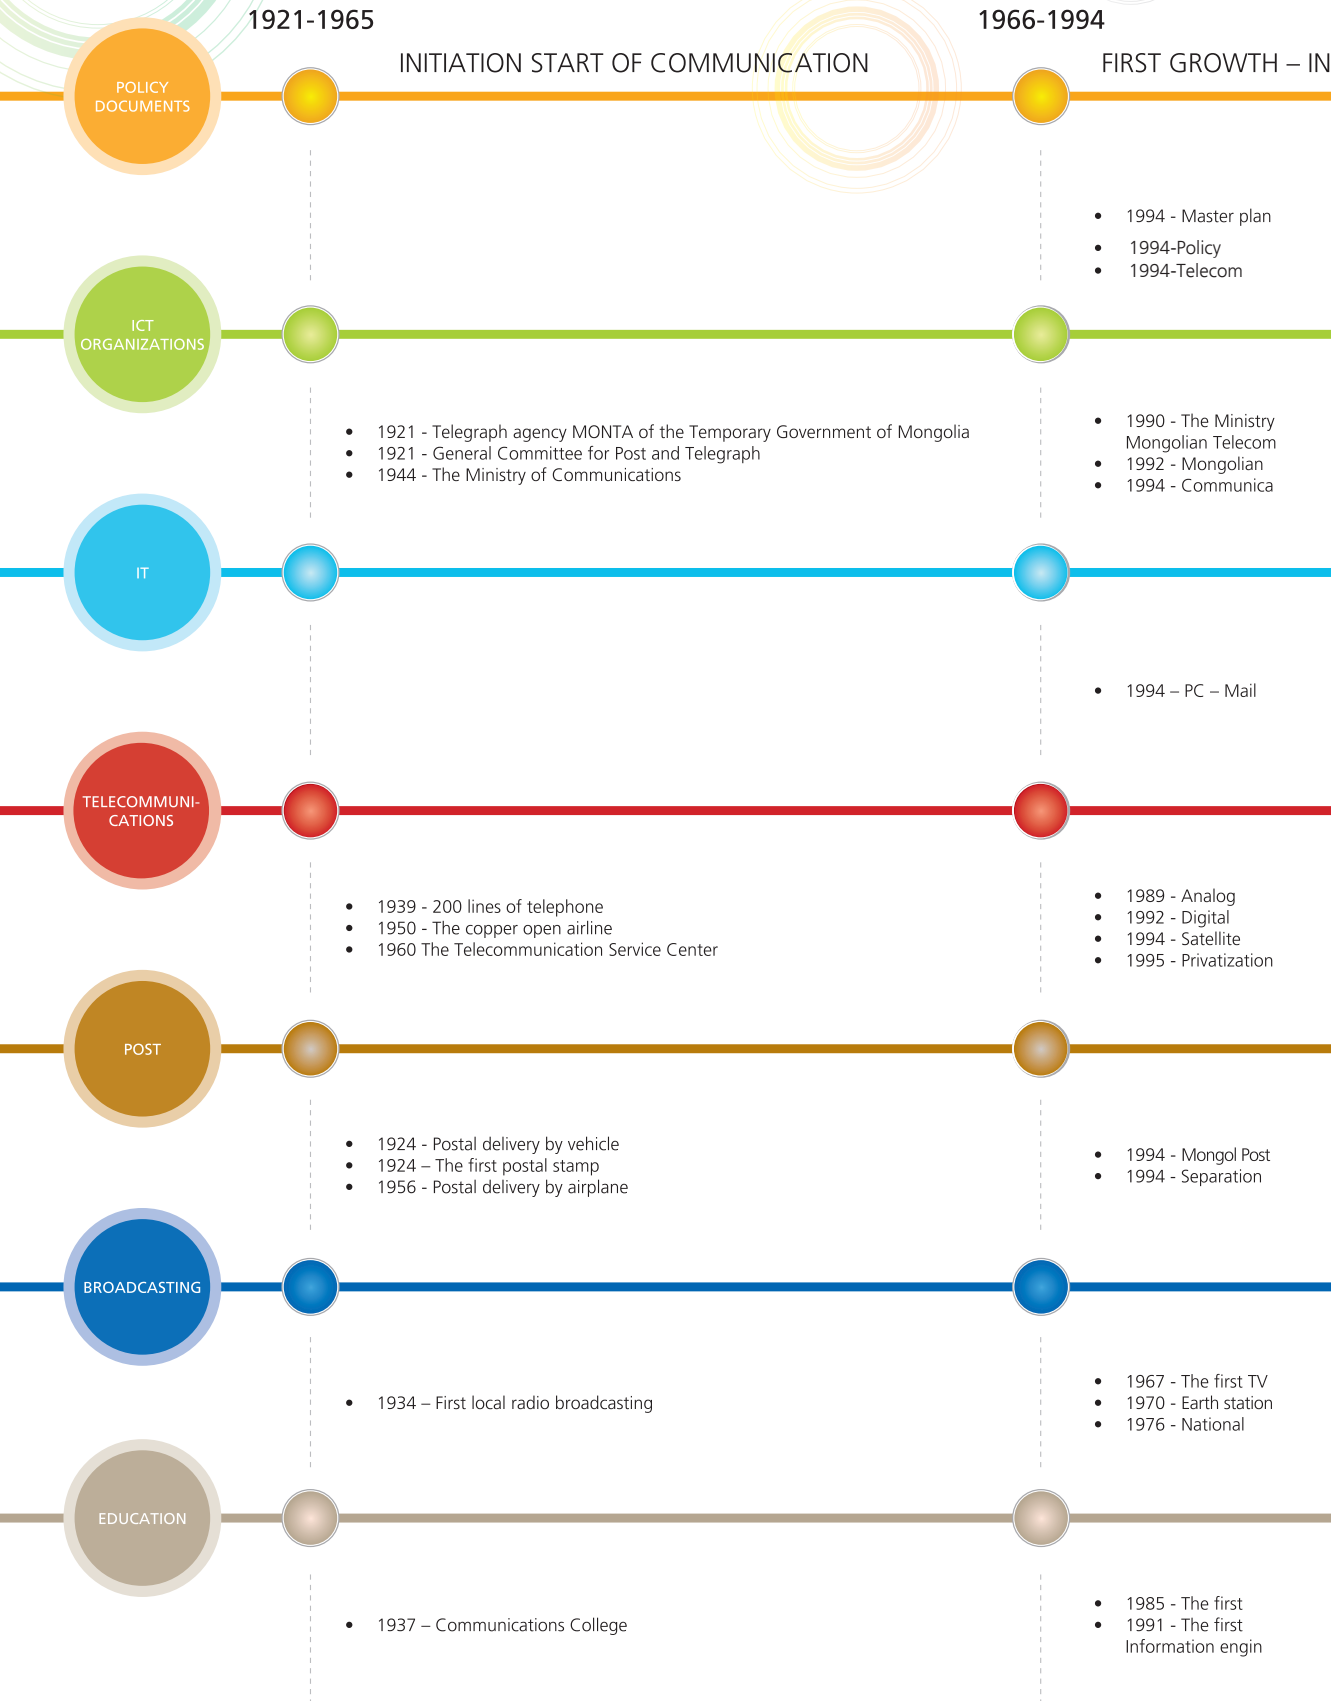 1921-1965
1966-1994
INITIATION START OF COMMUNICATION
FIRST GROWTH – IN
POLICY
DOCUMENTS
• 1994 - Master plan
• 1994-Policy
• 1994-Telecom
ICT
ORGANIZATIONS
• 1921 - Telegraph agency MONTA of the Temporary Government of Mongolia
• 1921 - General Committee for Post and Telegraph
• 1944 - The Ministry of Communications
• 1990 - The Ministry
Mongolian Telecom
• 1992 - Mongolian
• 1994 - Communica
IT
• 1994 – PC – Mail
TELECOMMUNI-
CATIONS
• 1939 - 200 lines of telephone
• 1950 - The copper open airline
• 1960 The Telecommunication Service Center
• 1989 - Analog
• 1992 - Digital
• 1994 - Satellite
• 1995 - Privatization
POST
• 1924 - Postal delivery by vehicle
• 1924 – The first postal stamp
• 1956 - Postal delivery by airplane
• 1994 - Mongol Post
• 1994 - Separation
BROADCASTING
• 1934 – First local radio broadcasting
• 1967 - The first TV
• 1970 - Earth station
• 1976 - National
EDUCATION
• 1937 – Communications College
• 1985 - The first
• 1991 - The first
Information engin